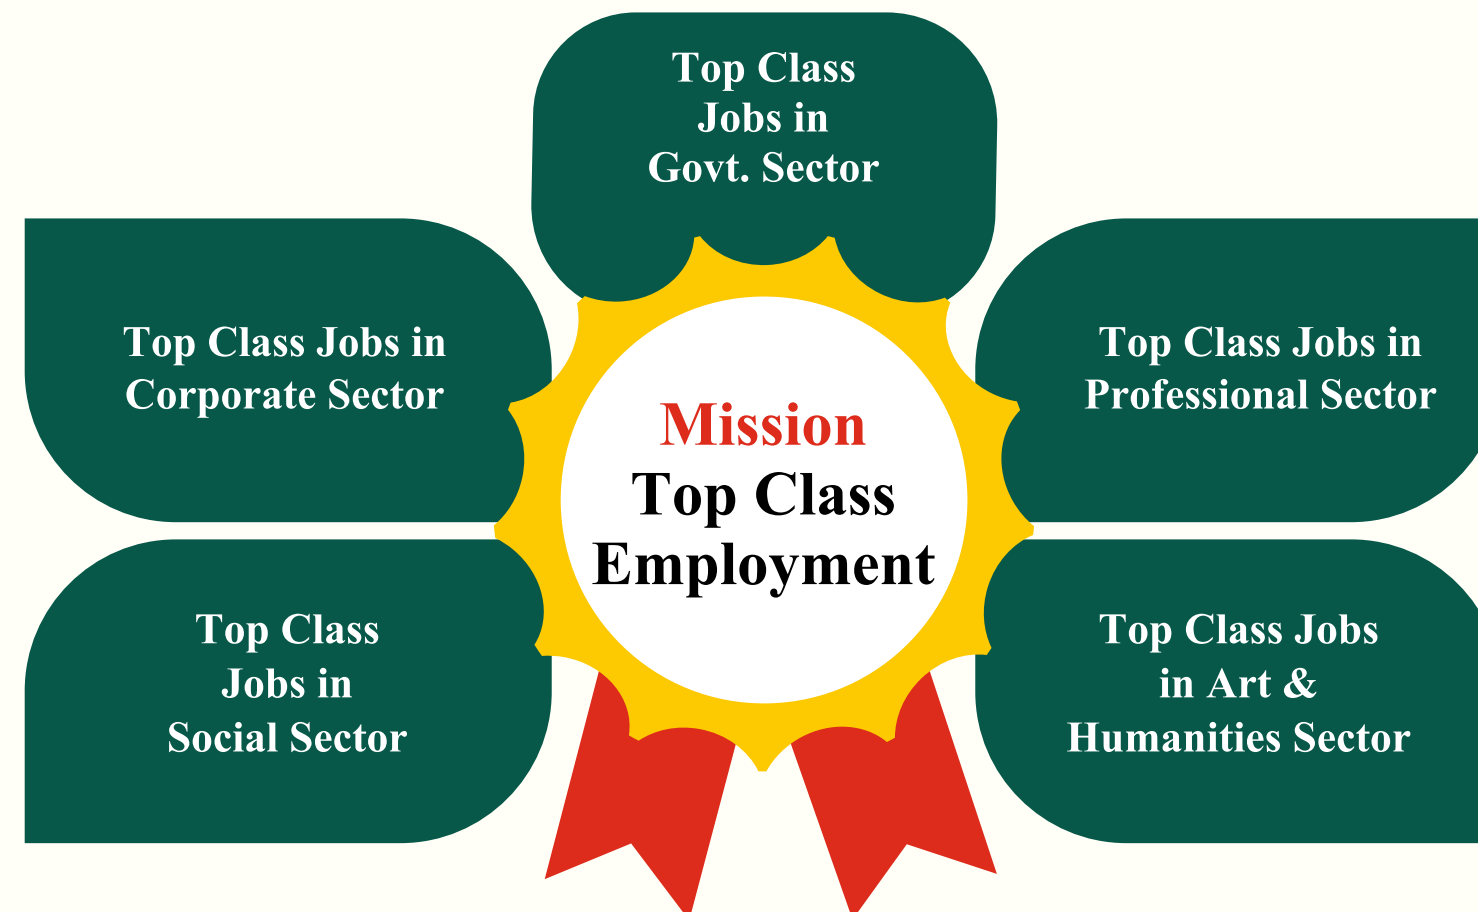 Top Class
Jobs in
Govt. Sector
Top Class Jobs in
Corporate Sector
Top Class Jobs in
Professional Sector
Mission
Top Class
Employment
Top Class
Jobs in
Social Sector
Top Class Jobs
in Art &
Humanities Sector